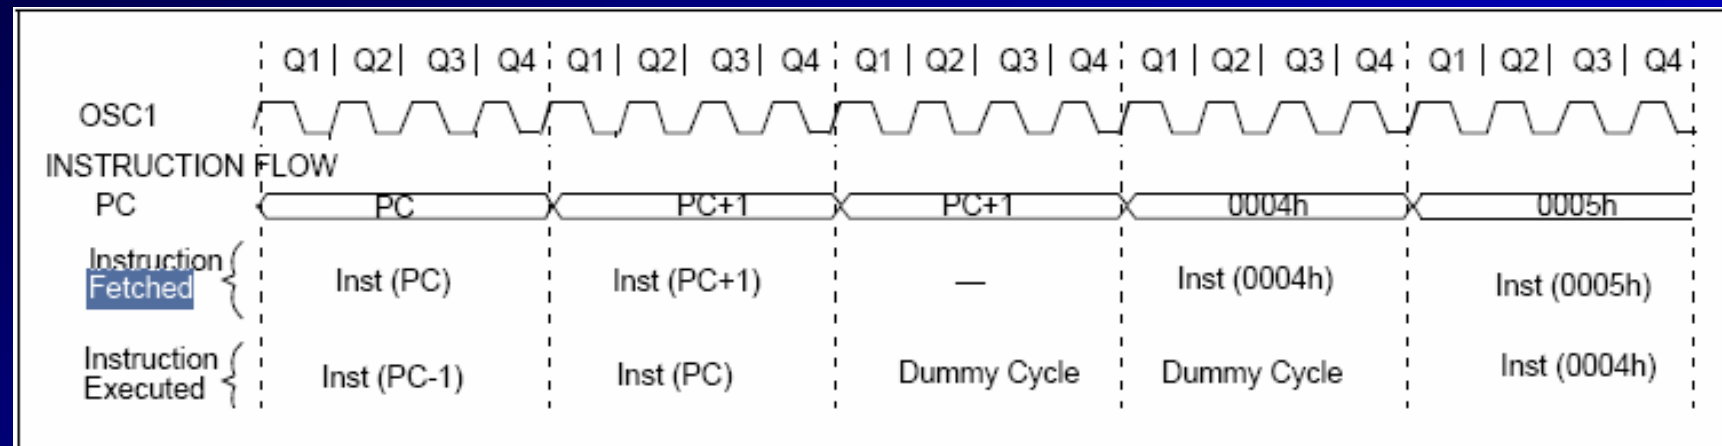 Q1 | Q2 | Q3 | Q4 Q1 | Q2 | Q3 | Q4 Q1 | Q2 | Q3 | Q4 Q1 | Q2 | Q3 | Q4 Q1 | Q2 | Q3 | Q4
OSC1
INSTRUCTION FLOW
PC PC PC+1 PC+1 0004h 0005h
Instruction
Fetched
Inst (PC) Inst (PC+1) — Inst (0004h) Inst (0005h)
Instruction
Executed
Inst (PC-1) Inst (PC) Dummy Cycle Dummy Cycle Inst (0004h)